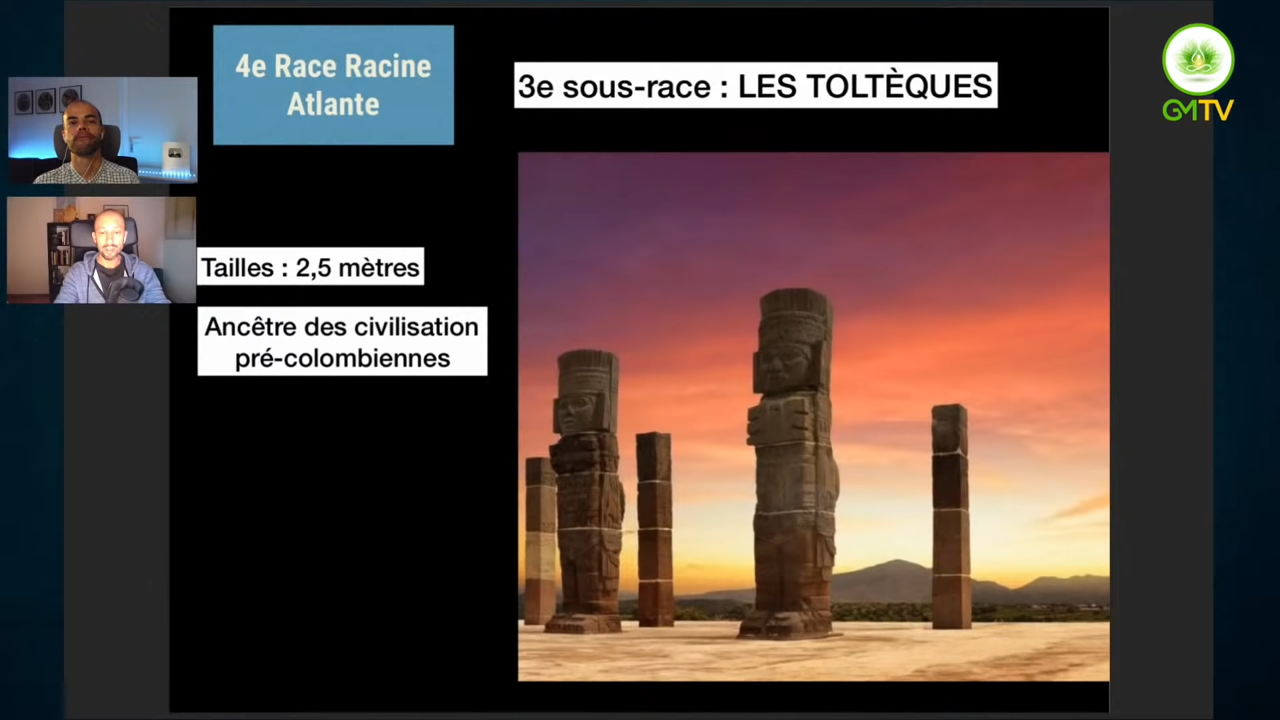 4e Race Racine
Atlante
3e sous-race : LES TOLTÈQUES
GMTV
Tailles : 2,5 mètres
Ancêtre des civilisation
pré-colombiennes